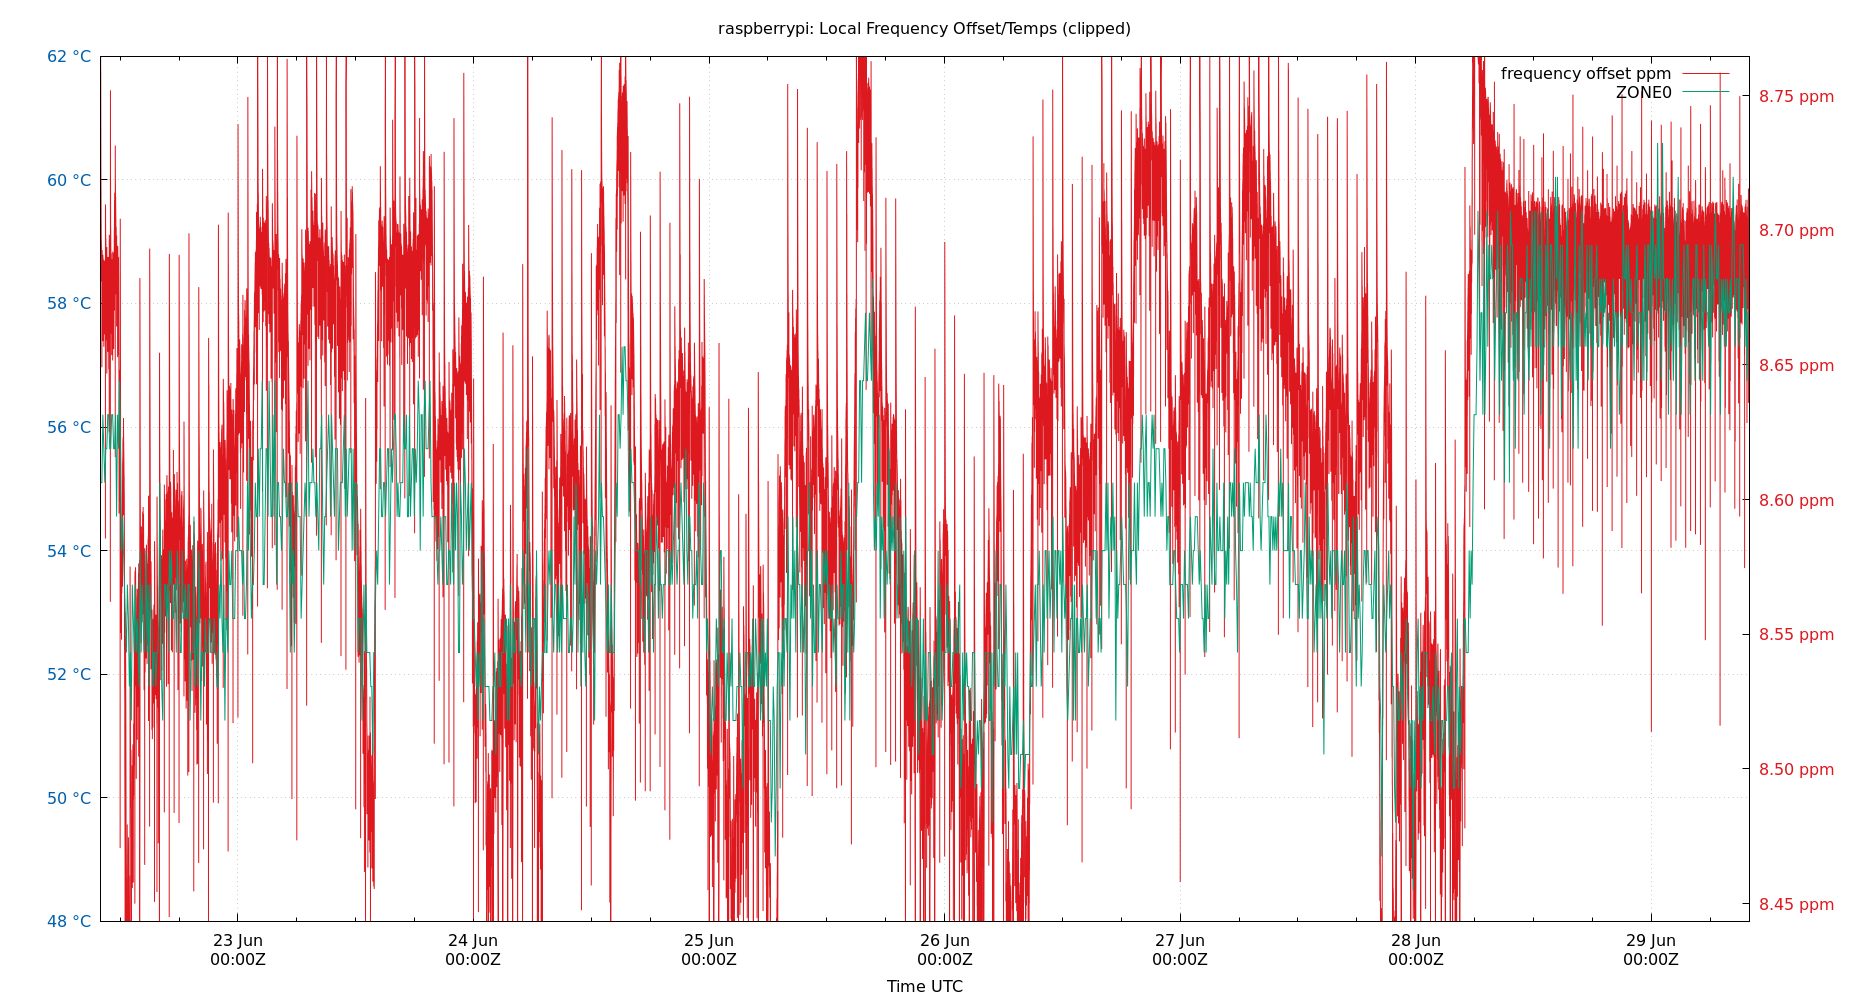 raspberrypi: Local Frequency Offset/Temps (clipped)
62 °C
60 °C
58 °C
56 °C
54 °C
52 °C
50 °C
48 °C
frequency offset ppm
ZONE0
8.75 ppm
8.70 ppm
8.65 ppm
8.60 ppm
8.55 ppm
8.50 ppm
8.45 ppm
23 Jun
00:00Z
24 Jun
00:00Z
25 Jun
00:00Z
26 Jun
00:00Z
27 Jun
00:00Z
28 Jun
00:00Z
29 Jun
00:00Z
Time UTC